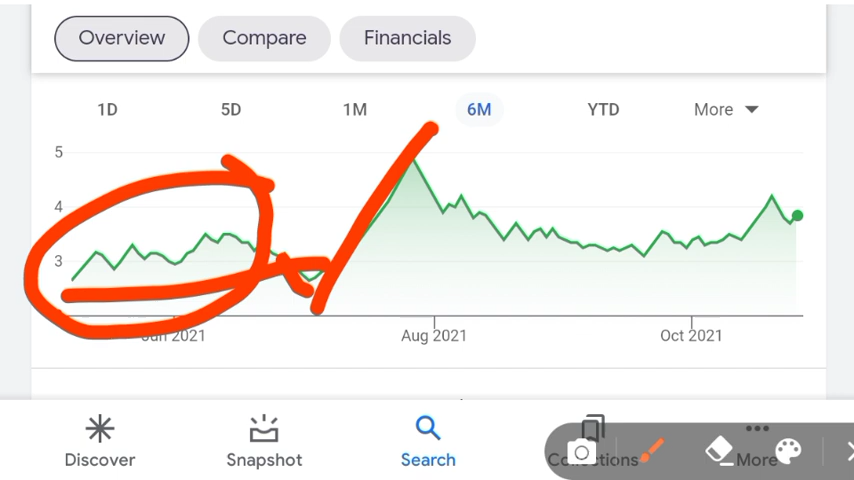 Overview Compare Financials
1D 5D 1M 6M YTD More
5
4
3
Jun 2021 Aug 2021 Oct 2021
Discover Snapshot Search Collections More